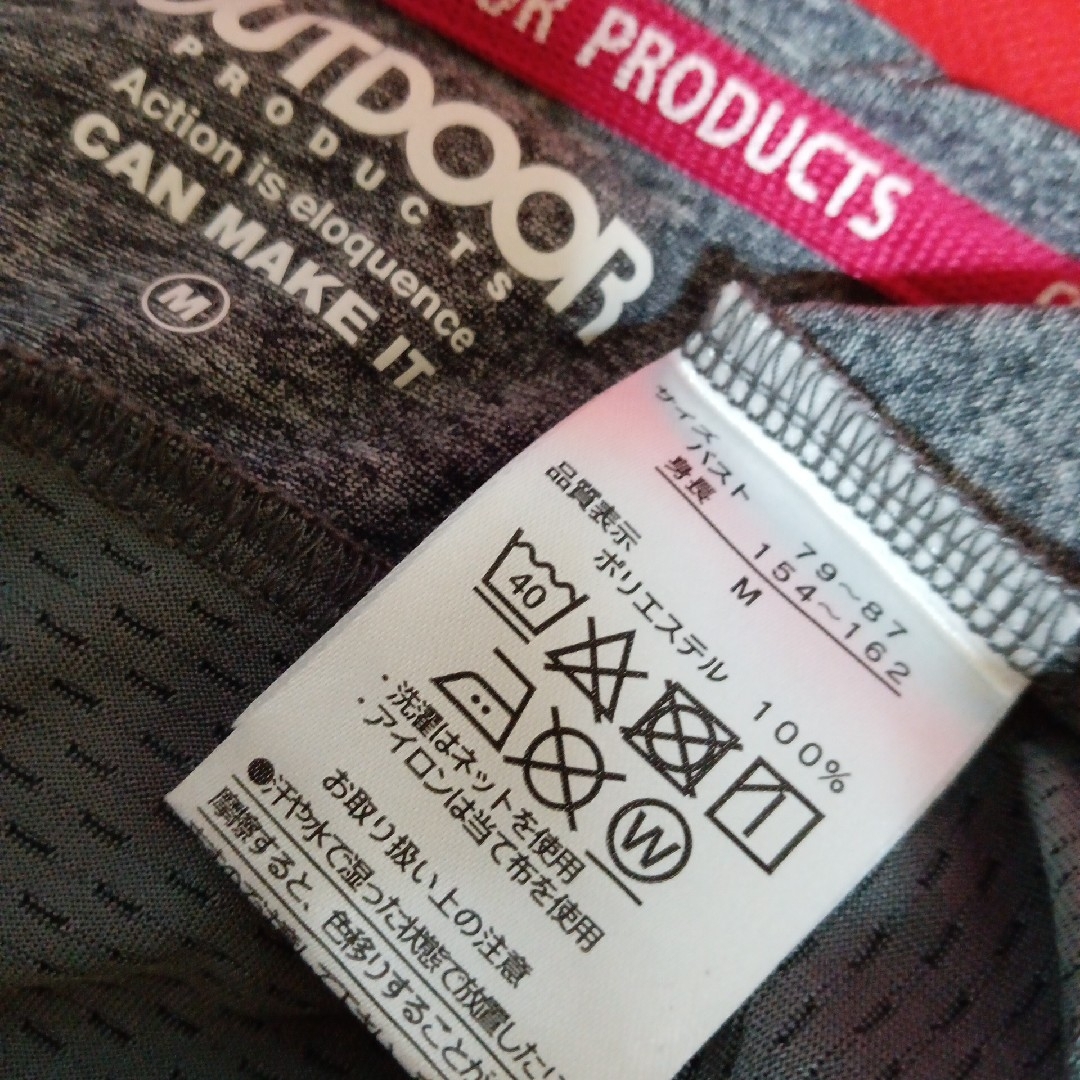 OUTDOOR
PRODUCTS
Action is eloquence
CAN MAKE IT
M
PRODUCTS
サイズ
バスト 79~87
身長 154~162
M
品質表示
ポリエステル 100%
40
W
・洗濯はネットを使用
・アイロンは当て布を使用
お取り扱い上の注意
汗や水で湿った状態で放置した
摩擦すると、色移りすることが